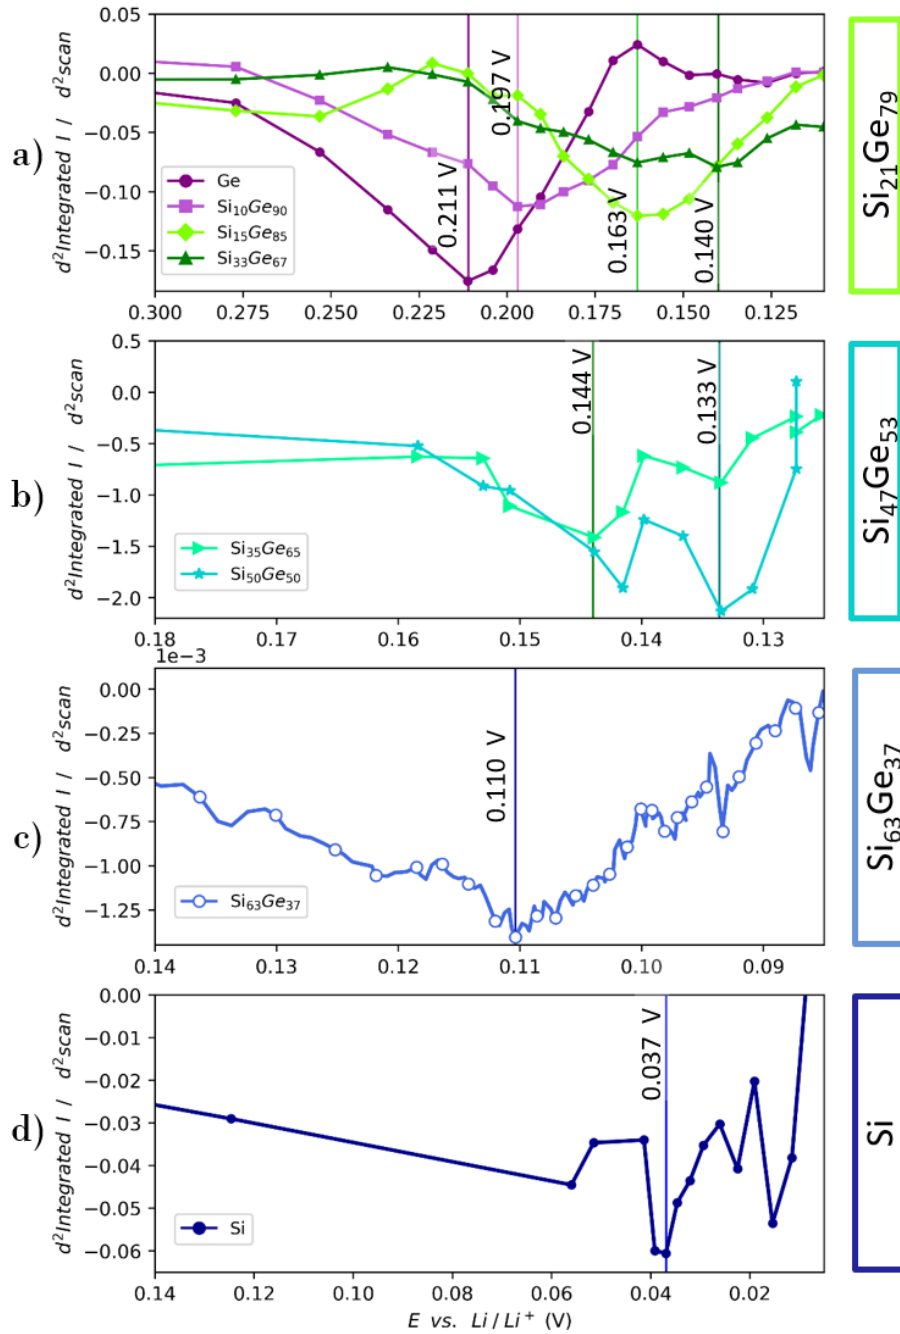 a)
d²Integrated I / d²scan
0.05
0.00
−0.05
−0.10
−0.15
0.211 V
0.197 V
0.163 V
0.140 V
Ge
Si₁₀Ge₉₀
Si₁₅Ge₈₅
Si₃₃Ge₆₇
0.300 0.275 0.250 0.225 0.200 0.175 0.150 0.125
Si₂₁Ge₇₉
b)
d²Integrated I / d²scan
0.5
0.0
−0.5
−1.0
−1.5
−2.0
0.144 V
0.133 V
Si₃₅Ge₆₅
Si₅₀Ge₅₀
0.18 0.17 0.16 0.15 0.14 0.13
Si₄₇Ge₅₃
c)
1e−3
d²Integrated I / d²scan
0.00
−0.25
−0.50
−0.75
−1.00
−1.25
0.110 V
Si₆₃Ge₃₇
0.14 0.13 0.12 0.11 0.10 0.09
Si₆₃Ge₃₇
d)
d²Integrated I / d²scan
0.00
−0.01
−0.02
−0.03
−0.04
−0.05
−0.06
0.037 V
Si
0.14 0.12 0.10 0.08 0.06 0.04 0.02
E vs. Li/Li⁺ (V)
Si